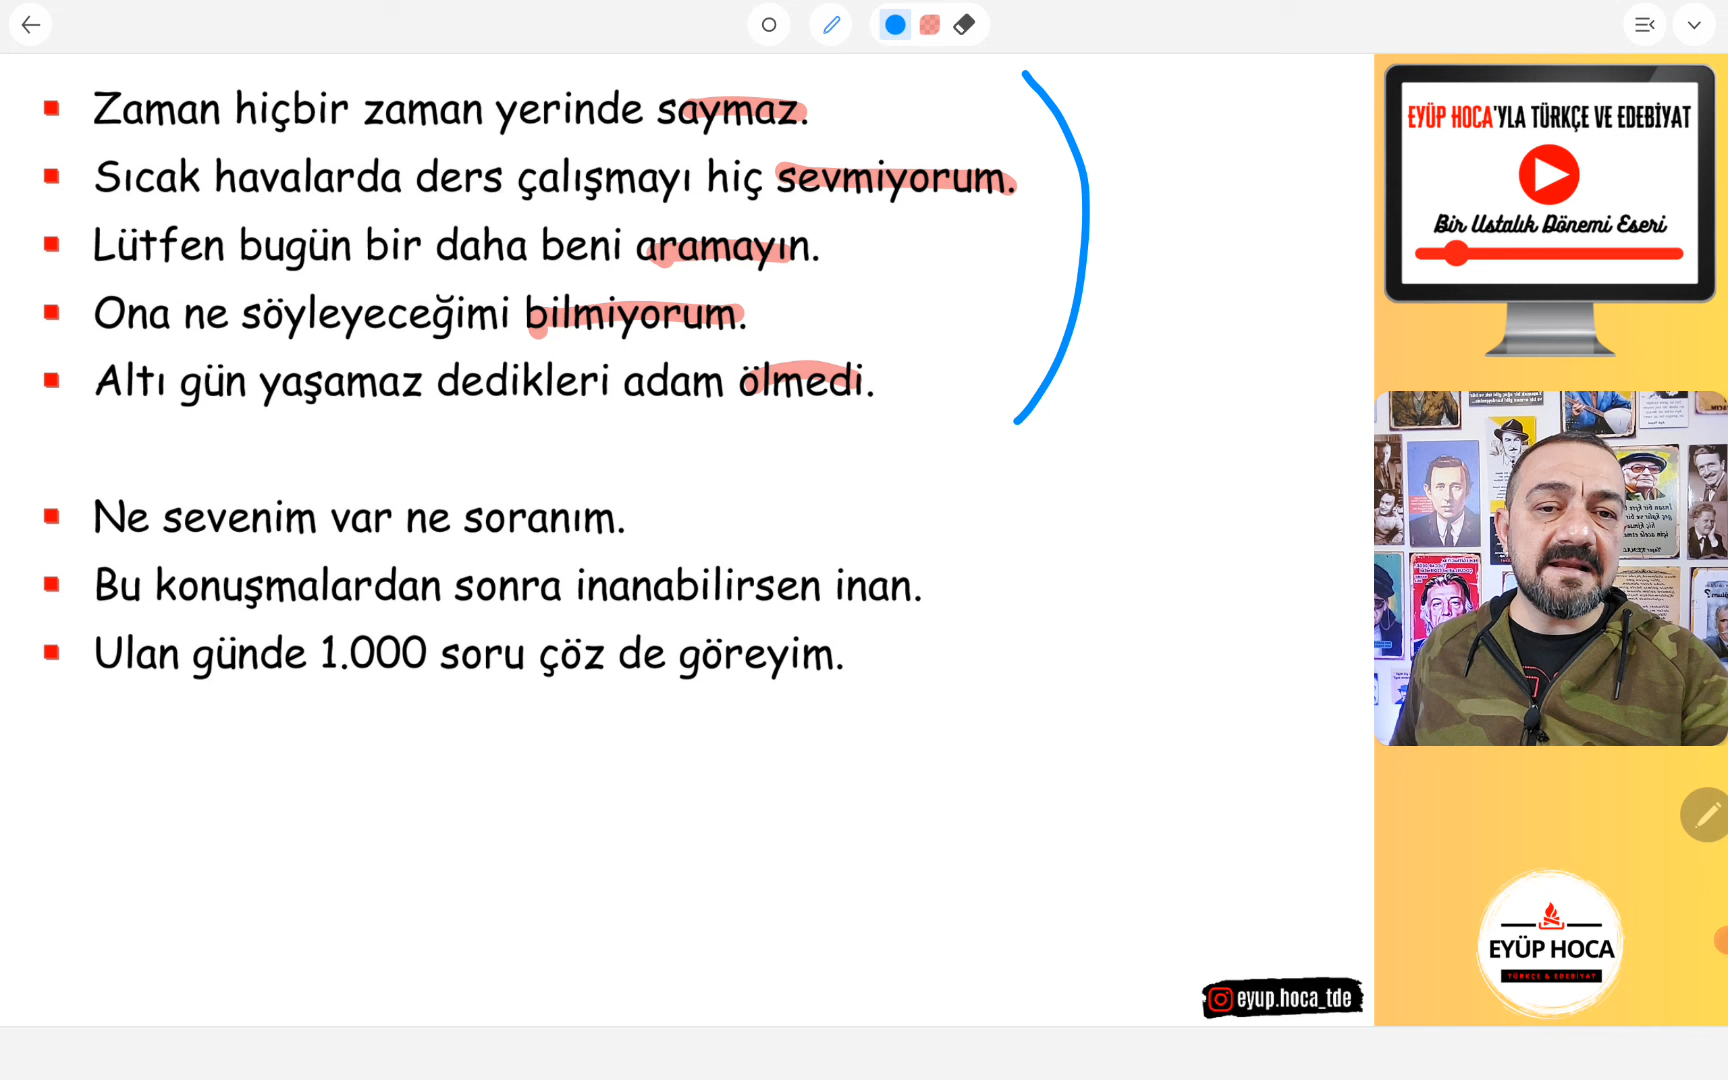 Zaman hiçbir zaman yerinde saymaz.
Sıcak havalarda ders çalışmayı hiç sevmiyorum.
Lütfen bugün bir daha beni aramayın.
Ona ne söyleyeceğimi bilmiyorum.
Altı gün yaşamaz dedikleri adam ölmedi.
Ne sevenim var ne soranım.
Bu konuşmalardan sonra inanabilirsen inan.
Ulan günde 1.000 soru çöz de göreyim.
eyup.hoca_tde
EYÜP HOCA'YLA TÜRKÇE VE EDEBİYAT
Bir Ustalık Dönemi Eseri
EYÜP HOCA
TÜRKÇE & EDEBİYAT